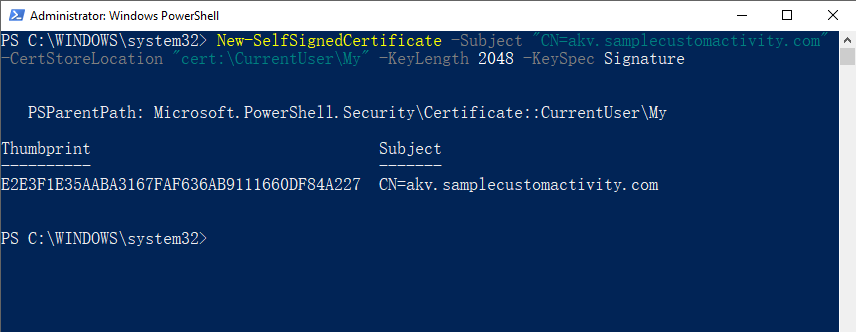 Administrator: Windows PowerShell
PS C:\WINDOWS\system32> New-SelfSignedCertificate -Subject "CN=akv.samplecustomactivity.com"
-CertStoreLocation "cert:\CurrentUser\My" -KeyLength 2048 -KeySpec Signature
PSParentPath: Microsoft.PowerShell.Security\Certificate::CurrentUser\My
Thumbprint Subject
---------- -------
E2E3F1E35AABA3167FAF636AB9111660DF84A227 CN=akv.samplecustomactivity.com
PS C:\WINDOWS\system32>